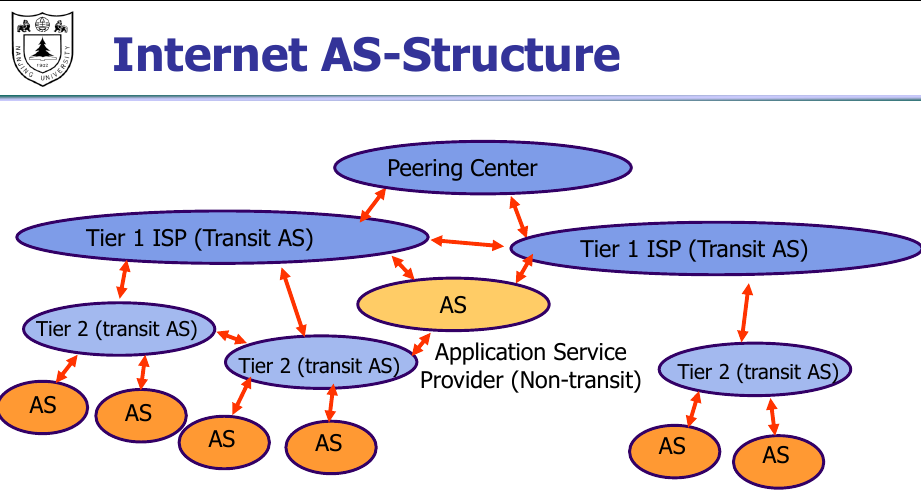 NANJING UNIVERSITY
1902
Internet AS-Structure
Peering Center
Tier 1 ISP (Transit AS)
Tier 1 ISP (Transit AS)
AS
Tier 2 (transit AS)
Tier 2 (transit AS)
Application Service
Provider (Non-transit)
Tier 2 (transit AS)
AS
AS
AS
AS
AS
AS